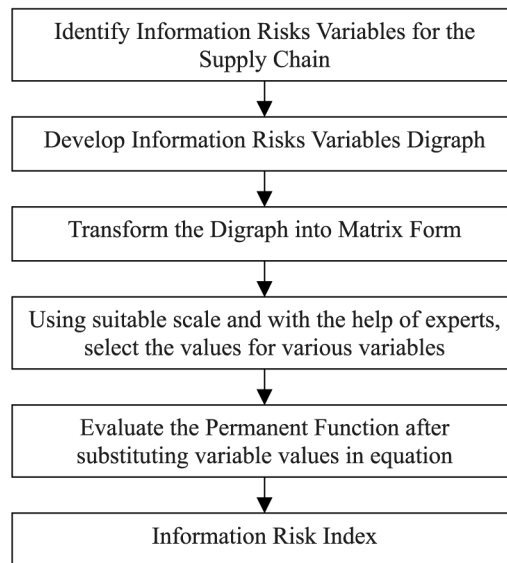 Identify Information Risks Variables for the
Supply Chain
Develop Information Risks Variables Digraph
Transform the Digraph into Matrix Form
Using suitable scale and with the help of experts,
select the values for various variables
Evaluate the Permanent Function after
substituting variable values in equation
Information Risk Index